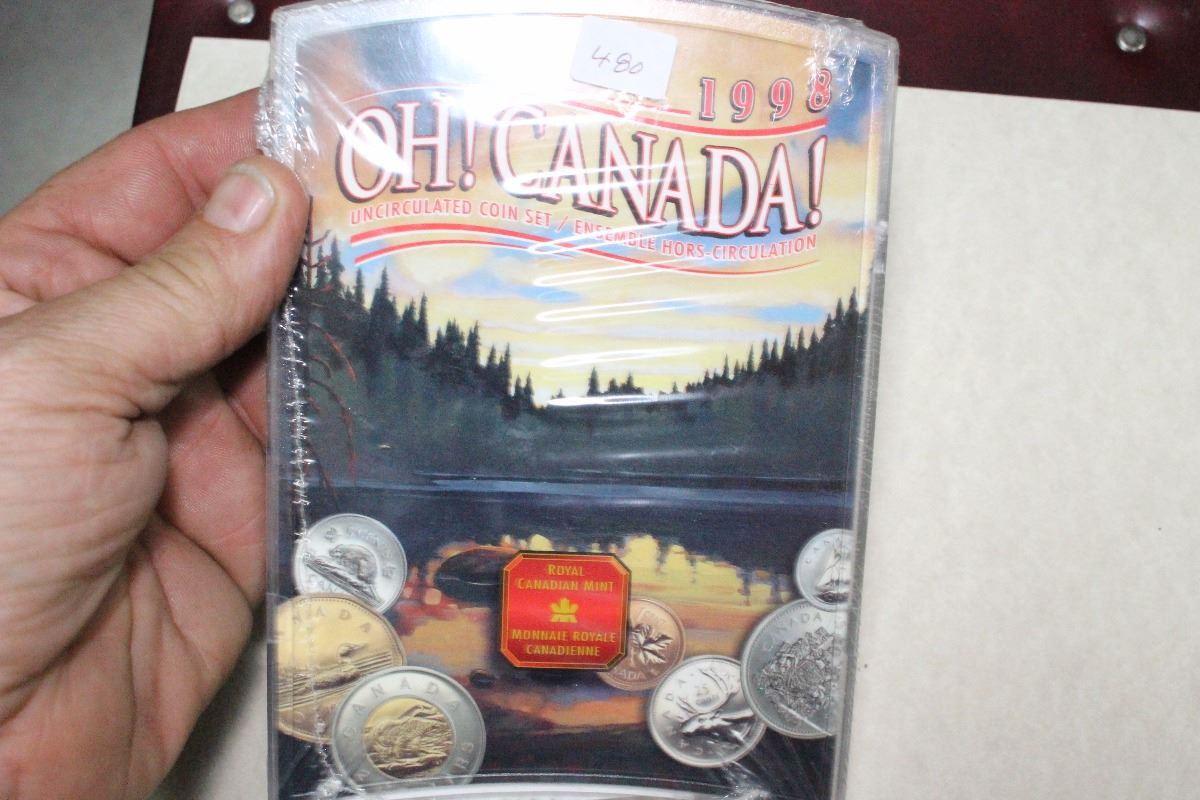 480
1998
OH! CANADA!
UNCIRCULATED COIN SET / ENSEMBLE HORS-CIRCULATION
ROYAL
CANADIAN MINT
MONNAIE ROYALE
CANADIENNE
CANADA
CANADA
25
CANADA